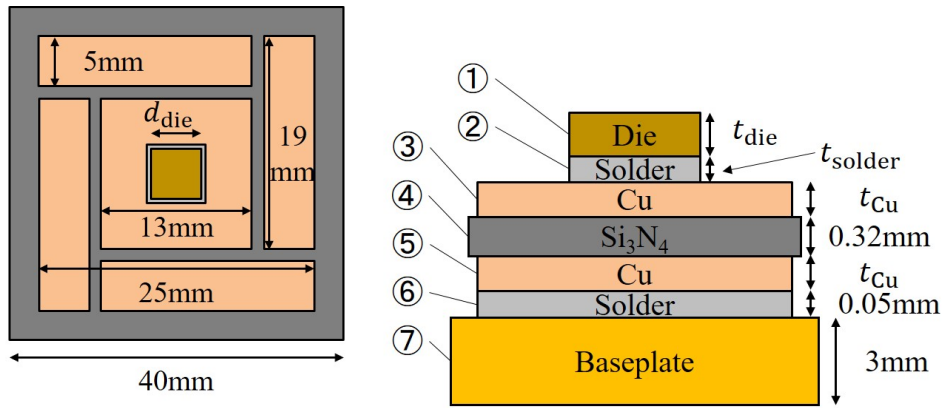 5mm
d_die
19
mm
13mm
25mm
40mm
①
②
③
④
⑤
⑥
⑦
Die
Solder
Cu
Si₃N₄
Cu
Solder
Baseplate
t_die
t_solder
t_Cu
0.32mm
t_Cu
0.05mm
3mm